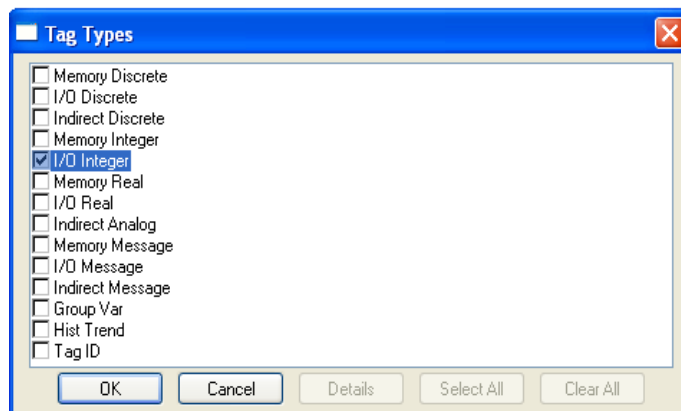 Tag Types
Memory Discrete
I/O Discrete
Indirect Discrete
Memory Integer
I/O Integer
Memory Real
I/O Real
Indirect Analog
Memory Message
I/O Message
Indirect Message
Group Var
Hist Trend
Tag ID
OK Cancel Details Select All Clear All